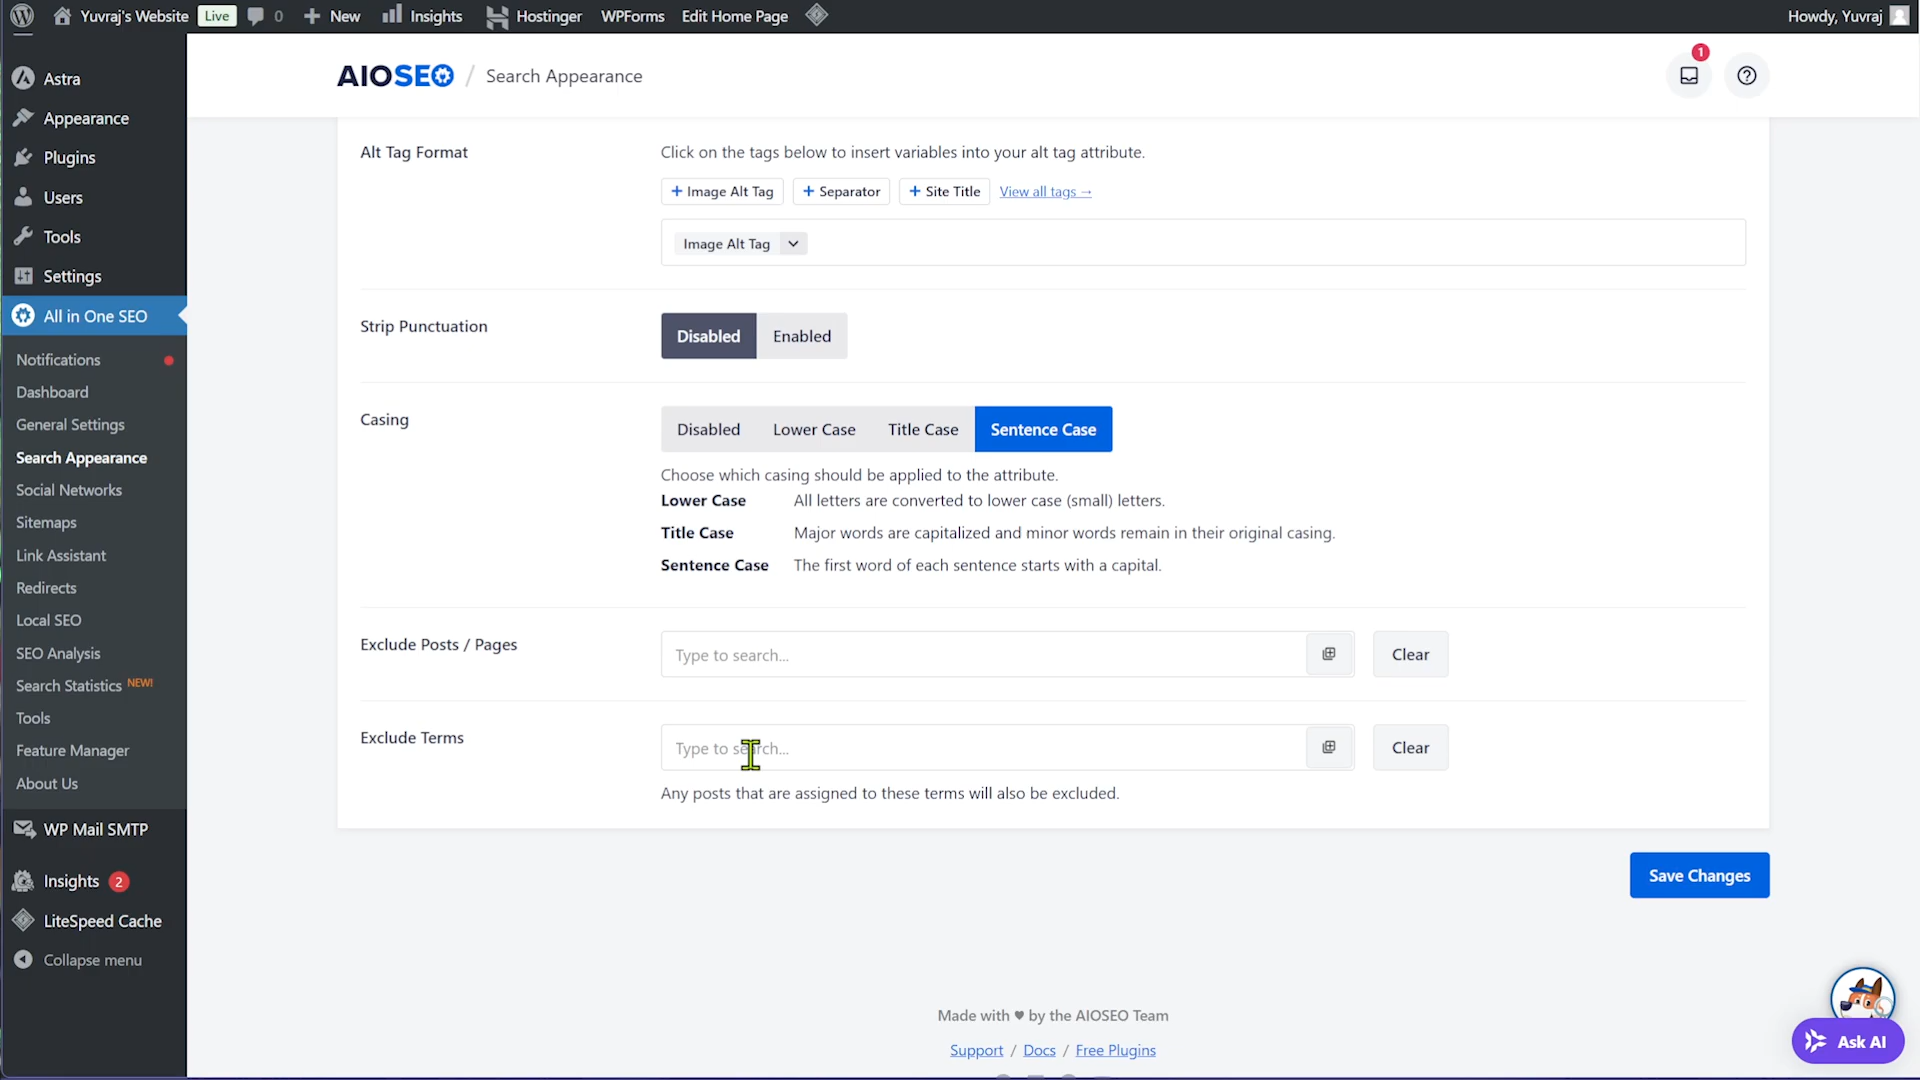 Yuvraj's Website Live 0 New Insights Hostinger WPForms Edit Home Page Howdy, Yuvraj
Astra
Appearance
Plugins
Users
Tools
Settings
All in One SEO
Notifications
Dashboard
General Settings
Search Appearance
Social Networks
Sitemaps
Link Assistant
Redirects
Local SEO
SEO Analysis
Search Statistics NEW!
Tools
Feature Manager
About Us
WP Mail SMTP
Insights 2
LiteSpeed Cache
Collapse menu
AIOSEO / Search Appearance
1
Alt Tag Format
Click on the tags below to insert variables into your alt tag attribute.
+ Image Alt Tag + Separator + Site Title View all tags →
Image Alt Tag
Strip Punctuation
Disabled Enabled
Casing
Disabled Lower Case Title Case Sentence Case
Choose which casing should be applied to the attribute.
Lower Case All letters are converted to lower case (small) letters.
Title Case Major words are capitalized and minor words remain in their original casing.
Sentence Case The first word of each sentence starts with a capital.
Exclude Posts / Pages
Type to search... Clear
Exclude Terms
Type to search... Clear
Any posts that are assigned to these terms will also be excluded.
Save Changes
Made with ♥ by the AIOSEO Team
Support / Docs / Free Plugins
Ask AI